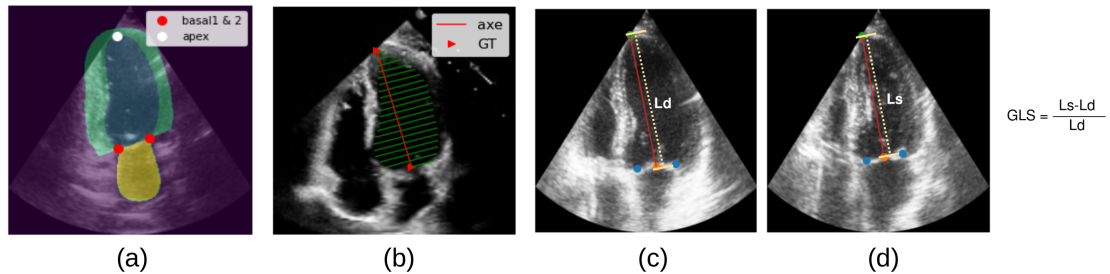 basal1 & 2
apex
axe
GT
Ld
Ls
GLS = Ls-Ld
Ld
(a)
(b)
(c)
(d)